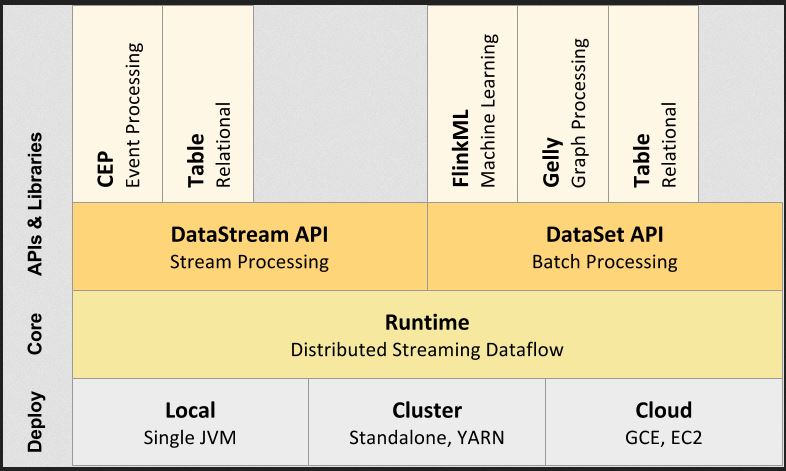 APIs & Libraries
CEP
Event Processing
Table
Relational
FlinkML
Machine Learning
Gelly
Graph Processing
Table
Relational
DataStream API
Stream Processing
DataSet API
Batch Processing
Core
Runtime
Distributed Streaming Dataflow
Deploy
Local
Single JVM
Cluster
Standalone, YARN
Cloud
GCE, EC2